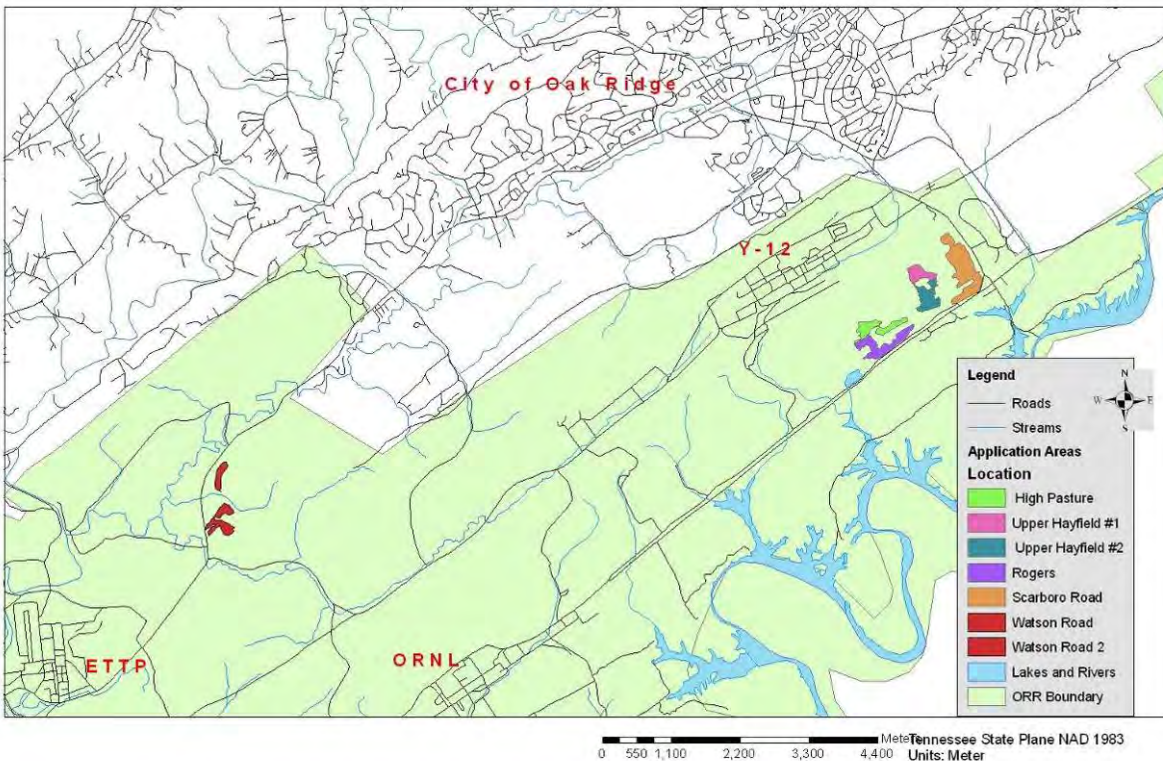 City of Oak Ridge
Y-12
ETTP
ORNL
Legend
N
W E
S
Roads
Streams
Application Areas
Location
High Pasture
Upper Hayfield #1
Upper Hayfield #2
Rogers
Scarboro Road
Watson Road
Watson Road 2
Lakes and Rivers
ORR Boundary
Meters
Tennessee State Plane NAD 1983
0 550 1,100 2,200 3,300 4,400
Units: Meter